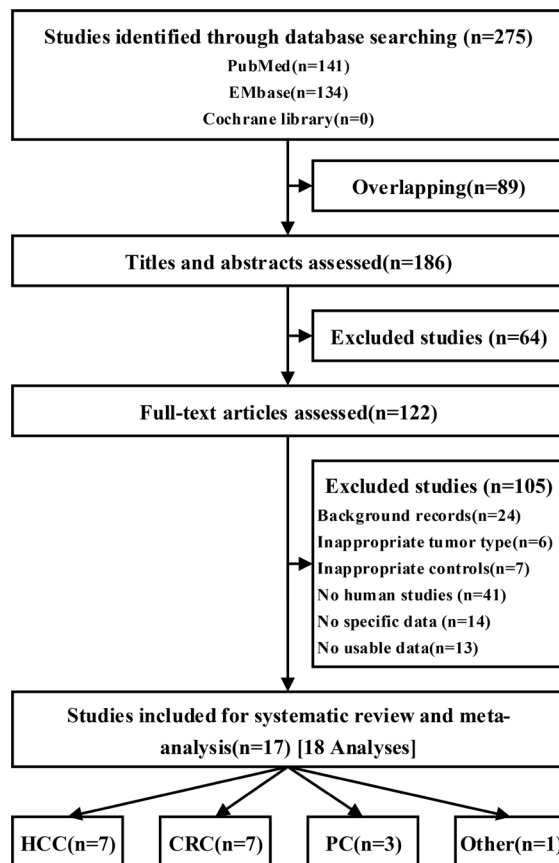 Studies identified through database searching (n=275)
PubMed(n=141)
EMbase(n=134)
Cochrane library(n=0)
Overlapping(n=89)
Titles and abstracts assessed(n=186)
Excluded studies (n=64)
Full-text articles assessed(n=122)
Excluded studies (n=105)
Background records(n=24)
Inappropriate tumor type(n=6)
Inappropriate controls(n=7)
No human studies (n=41)
No specific data (n=14)
No usable data(n=13)
Studies included for systematic review and meta-
analysis(n=17) [18 Analyses]
HCC(n=7)
CRC(n=7)
PC(n=3)
Other(n=1)